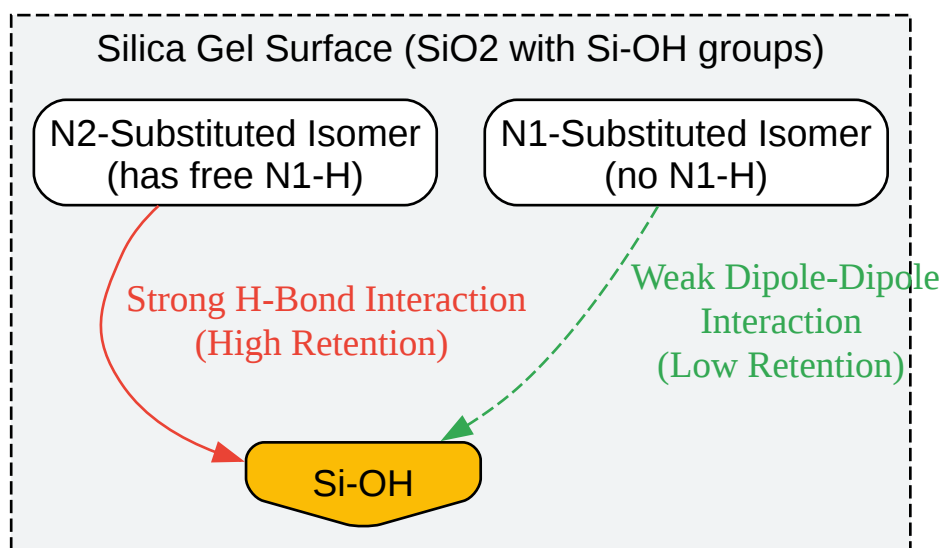 Silica Gel Surface (SiO2 with Si-OH groups)
N2-Substituted Isomer
(has free N1-H)
N1-Substituted Isomer
(no N1-H)
Strong H-Bond Interaction
(High Retention)
Weak Dipole-Dipole
Interaction
(Low Retention)
Si-OH